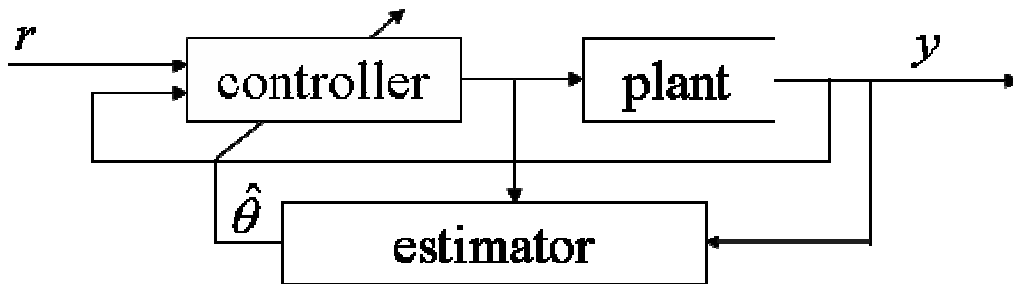 r
controller
plant
y
θ̂
estimator